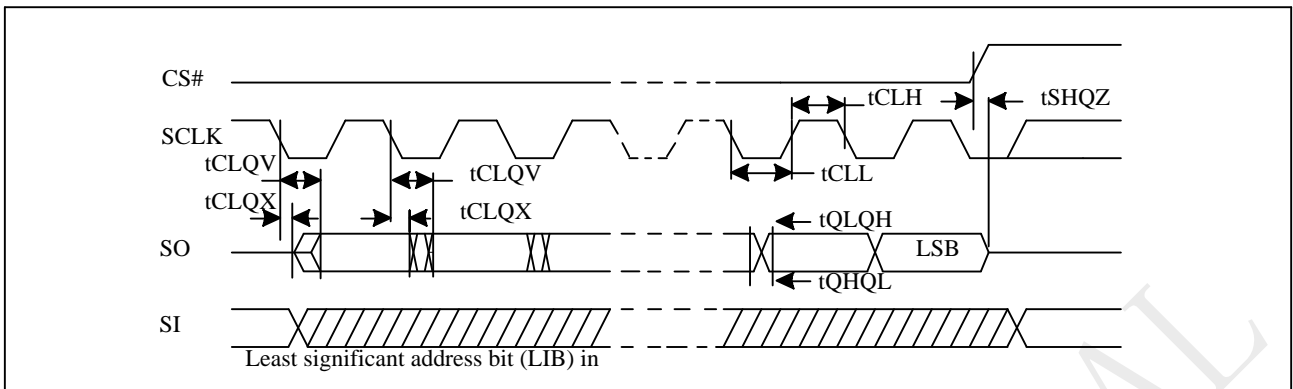 CS#
tCLH
tSHQZ
SCLK
tCLQV
tCLQV
tCLL
tCLQX
tCLQX
tQLQH
SO
LSB
tQHQL
SI
Least significant address bit (LIB) in
AL